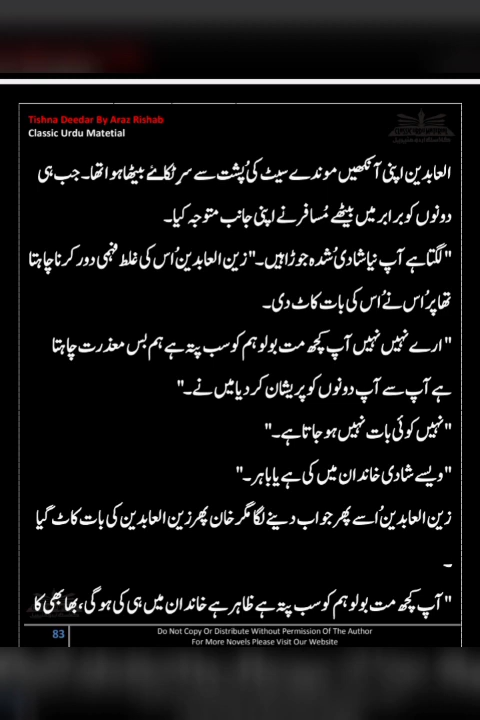 Tishna Deedar By Araz Rishab
Classic Urdu Matetial
العابدین اپنی آنکھیں موندے سیٹ کی پُشت سے سر ٹکائے بیٹھا ہوا تھا۔ جب ہی
دونوں کو برابر میں بیٹھے مُسافر نے اپنی جانب متوجہ کیا۔
"لگتا ہے آپ نیا شادی شُدہ جوڑا ہیں۔" زین العابدین اُس کی غلط فہمی دور کرنا چاہتا
تھا پر اُس نے اُس کی بات کاٹ دی۔
"ارے نہیں نہیں آپ کچھ مت بولو ہم کو سب پتہ ہے ہم بس معذرت چاہتا
ہے آپ سے آپ دونوں کو پریشان کر دیا میں نے۔"
"نہیں کوئی بات نہیں ہو جاتا ہے۔"
"ویسے شادی خاندان میں کی ہے یا باہر۔"
زین العابدین اُسے پھر جواب دینے لگا مگر خان پھر زین العابدین کی بات کاٹ گیا
۔
"آپ کچھ مت بولو ہم کو سب پتہ ہے ظاہر ہے خاندان میں ہی کی ہوگی، بھابھی کا
83
Do Not Copy Or Distribute Without Permission Of The Author
For More Novels Please Visit Our Website